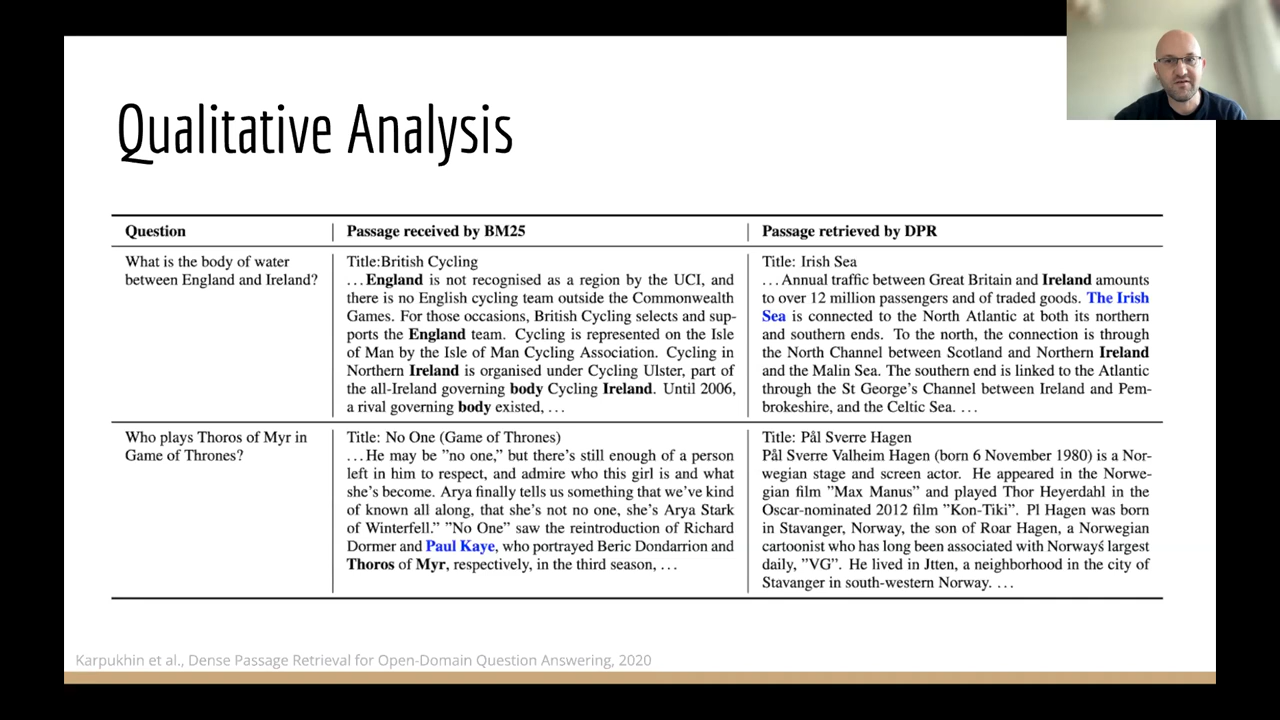 Qualitative Analysis
Question
Passage received by BM25
Passage retrieved by DPR
What is the body of water
between England and Ireland?
Title:British Cycling
...England is not recognised as a region by the UCI, and
there is no English cycling team outside the Commonwealth
Games. For those occasions, British Cycling selects and sup-
ports the England team. Cycling is represented on the Isle
of Man by the Isle of Man Cycling Association. Cycling in
Northern Ireland is organised under Cycling Ulster, part of
the all-Ireland governing body Cycling Ireland. Until 2006,
a rival governing body existed, ...
Title: Irish Sea
...Annual traffic between Great Britain and Ireland amounts
to over 12 million passengers and of traded goods. The Irish
Sea is connected to the North Atlantic at both its northern
and southern ends. To the north, the connection is through
the North Channel between Scotland and Northern Ireland
and the Malin Sea. The southern end is linked to the Atlantic
through the St George's Channel between Ireland and Pem-
brokeshire, and the Celtic Sea. ...
Who plays Thoros of Myr in
Game of Thrones?
Title: No One (Game of Thrones)
...He may be "no one," but there's still enough of a person
left in him to respect, and admire who this girl is and what
she's become. Arya finally tells us something that we've kind
of known all along, that she's not no one, she's Arya Stark
of Winterfell." "No One" saw the reintroduction of Richard
Dormer and Paul Kaye, who portrayed Beric Dondarrion and
Thoros of Myr, respectively, in the third season, ...
Title: Pål Sverre Hagen
Pål Sverre Valheim Hagen (born 6 November 1980) is a Nor-
wegian stage and screen actor. He appeared in the Norwe-
gian film "Max Manus" and played Thor Heyerdahl in the
Oscar-nominated 2012 film "Kon-Tiki". Pl Hagen was born
in Stavanger, Norway, the son of Roar Hagen, a Norwegian
cartoonist who has long been associated with Norwayś largest
daily, "VG". He lived in Jtten, a neighborhood in the city of
Stavanger in south-western Norway. ...
Karpukhin et al., Dense Passage Retrieval for Open-Domain Question Answering, 2020